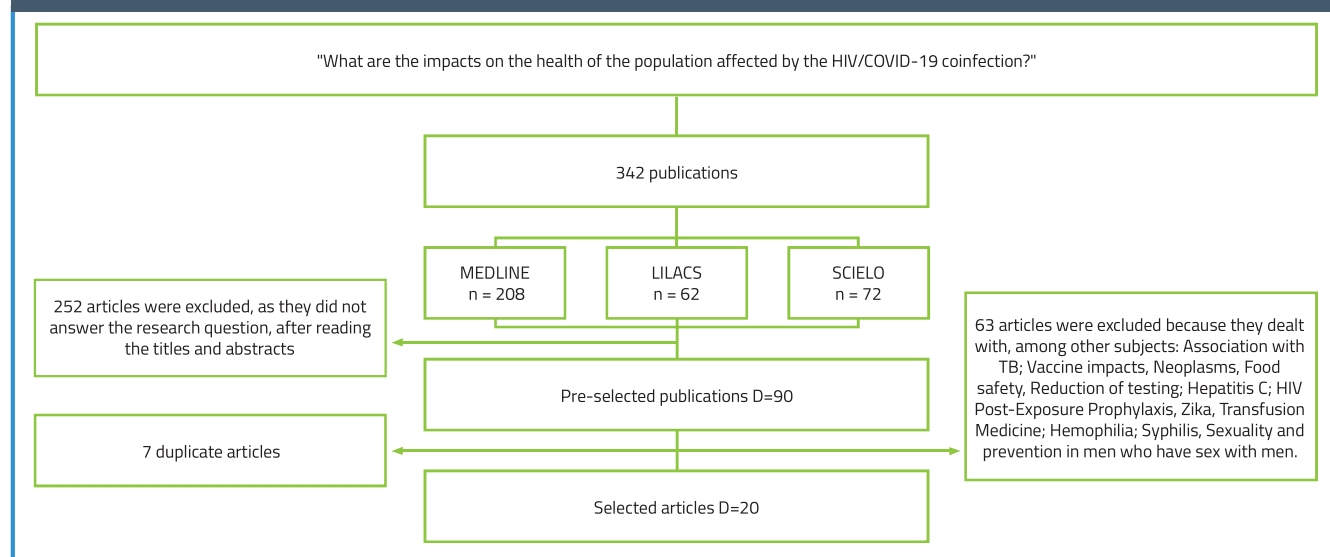 "What are the impacts on the health of the population affected by the HIV/COVID-19 coinfection?"
342 publications
MEDLINE
n = 208
LILACS
n = 62
SCIELO
n = 72
252 articles were excluded, as they did not
answer the research question, after reading
the titles and abstracts
63 articles were excluded because they dealt
with, among other subjects: Association with
TB; Vaccine impacts, Neoplasms, Food
safety, Reduction of testing; Hepatitis C; HIV
Post-Exposure Prophylaxis, Zika, Transfusion
Medicine; Hemophilia; Syphilis, Sexuality and
prevention in men who have sex with men.
Pre-selected publications D=90
7 duplicate articles
Selected articles D=20